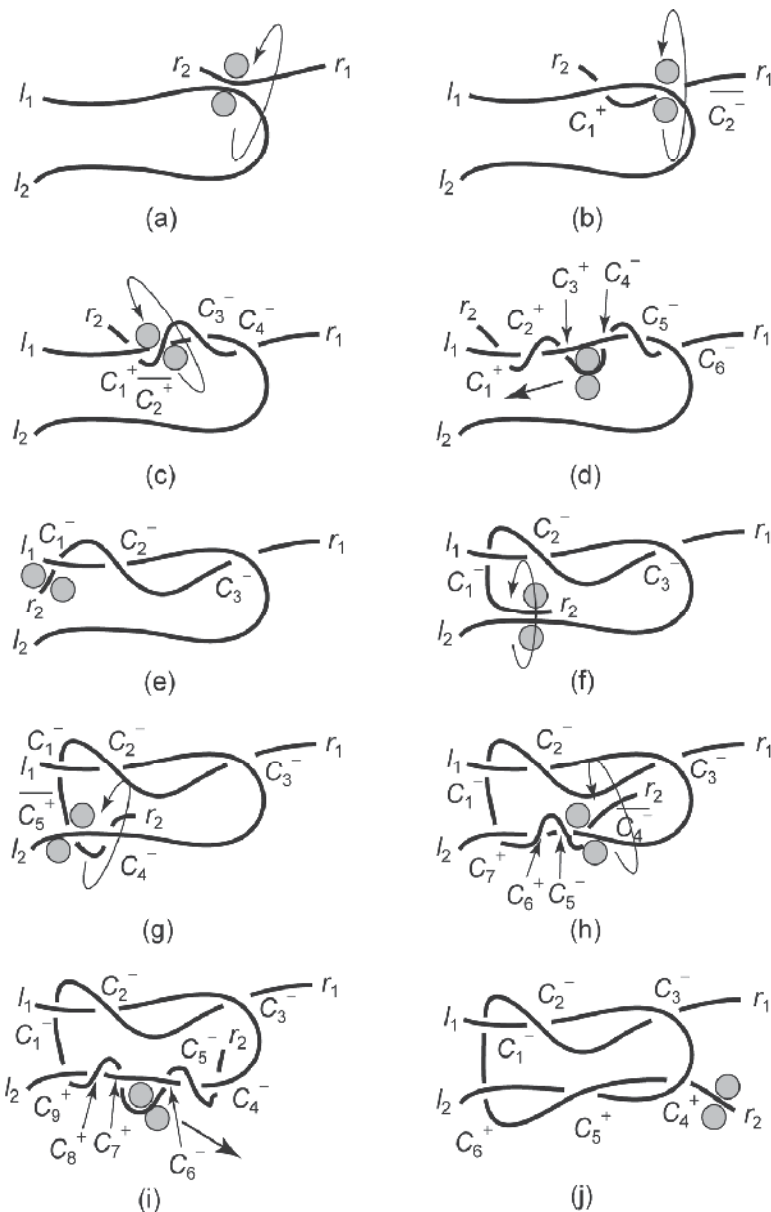 r₂ r₁
l₁
l₂
(a)
r₂ r₁
l₁ C₁⁺ \overline{C₂⁻}
l₂
(b)
r₂ C₃⁻ C₄⁻ r₁
l₁ C₁⁺ \overline{C₂⁺}
l₂
(c)
r₂ C₂⁺ C₃⁺ C₄⁻ C₅⁻ r₁
l₁ C₁⁺ C₆⁻
l₂
(d)
l₁ C₁⁻ C₂⁻ r₁
r₂ C₃⁻
l₂
(e)
l₁ C₂⁻ r₁
C₁⁻ r₂ C₃⁻
l₂
(f)
C₁⁻ C₂⁻ r₁
l₁ C₃⁻
\overline{C₅⁺} r₂
l₂ C₄⁻
(g)
l₁ C₂⁻ r₁
C₁⁻ r₂ C₃⁻
\overline{C₄⁻}
l₂ C₇⁺ C₆⁺ C₅⁻
(h)
l₁ C₂⁻ r₁
C₁⁻ C₃⁻
C₅⁻ r₂
l₂ C₉⁺ C₈⁺ C₇⁺ C₆⁻ C₄⁻
(i)
l₁ C₂⁻ C₃⁻ r₁
C₁⁻
l₂ C₆⁺ C₅⁺ C₄⁺ r₂
(j)